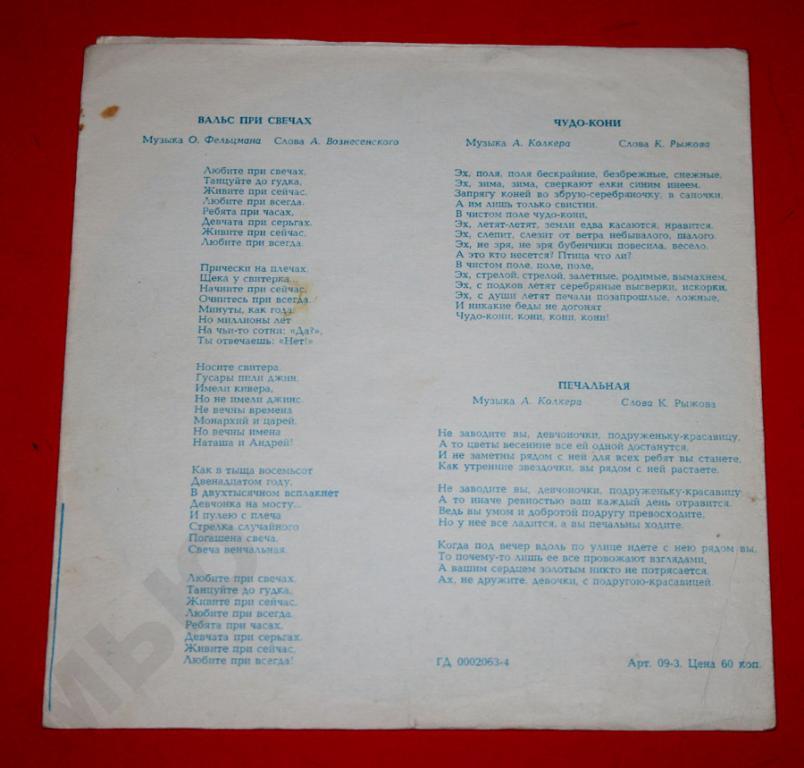 ВАЛЬС ПРИ СВЕЧАХ
Музыка О. Фельцмана Слова А. Вознесенского
Любите при свечах,
Танцуйте до гудка,
Живите при сейчас,
Любите при всегда.
Ребята при часах,
Девчата при серьгах,
Живите при сейчас,
Любите при всегда.
Прически на плечах,
Щека у свитерка...
Начните при сейчас,
Очнитесь при всегда.
Минуты, как года;
Но миллионы лет
На чьи-то сотни: «Да?»,
Ты отвечаешь: «Нет!»
Носите свитера.
Гусары пили джин,
Имели кивера,
Но не имели джинс.
Не вечны времена
Монархий и царей,
Но вечны имена
Наташа и Андрей!
Как в тыща восемьсот
Двенадцатом году,
В двухтысячном всплакнет
Девчонка на мосту...
И пулею с плеча
Стрелка случайного
Погашена свеча,
Свеча венчальная.
Любите при свечах,
Танцуйте до гудка,
Живите при сейчас,
Любите при всегда.
Ребята при часах,
Девчата при серьгах,
Живите при сейчас,
Любите при всегда!
ЧУДО-КОНИ
Музыка А. Колкера Слова К. Рыжова
Эх, поля, поля бескрайние, безбрежные, снежные,
Эх, зима, зима, сверкают елки синим инеем.
Запрягу коней во збрую-серебряночку, в саночки,
А им лишь только свистни.
В чистом поле чудо-кони,
Эх, летят-летят, земли едва касаются, нравится.
Эх, слепит, слезит от ветра небывалого, шалого.
Эх, не зря, не зря бубенчики повесила, весело.
А это кто несется? Птица что ли?
В чистом поле, поле, поле,
Эх, стрелой, стрелой, залетные, родимые, вымахнем,
Эх, с подков летят серебряные высверки, искорки,
Эх, с души летят печали позапрошлые, ложные,
И никакие беды не догонят
Чудо-кони, кони, кони, кони!
ПЕЧАЛЬНАЯ
Музыка А. Колкера Слова К. Рыжова
Не заводите вы, девчоночки, подруженьку-красавицу,
А то цветы весенние все ей одной достанутся,
И не заметны рядом с ней для всех ребят вы станете,
Как утренние звездочки, вы рядом с ней растаете.
Не заводите вы, девчоночки, подруженьку-красавицу
А то иначе ревностью ваш каждый день отравится.
Ведь вы умом и добротой подругу превосходите,
Но у нее все ладится, а вы печальны ходите.
Когда под вечер вдоль по улице идете с нею рядом вы,
То почему-то лишь ее все провожают взглядами,
А вашим сердцем золотым никто не потрясается.
Ах, не дружите, девочки, с подругою-красавицей.
ГД 0002063-4 Арт. 09-3. Цена 60 коп.